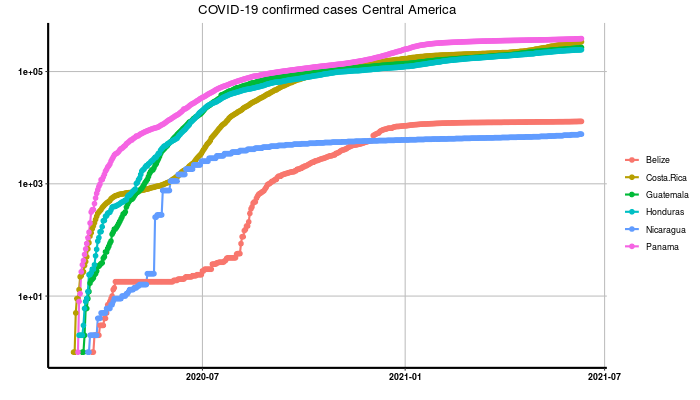 COVID-19 confirmed cases Central America
1e+05
1e+03
1e+01
2020-07
2021-01
2021-07
Belize
Costa.Rica
Guatemala
Honduras
Nicaragua
Panama